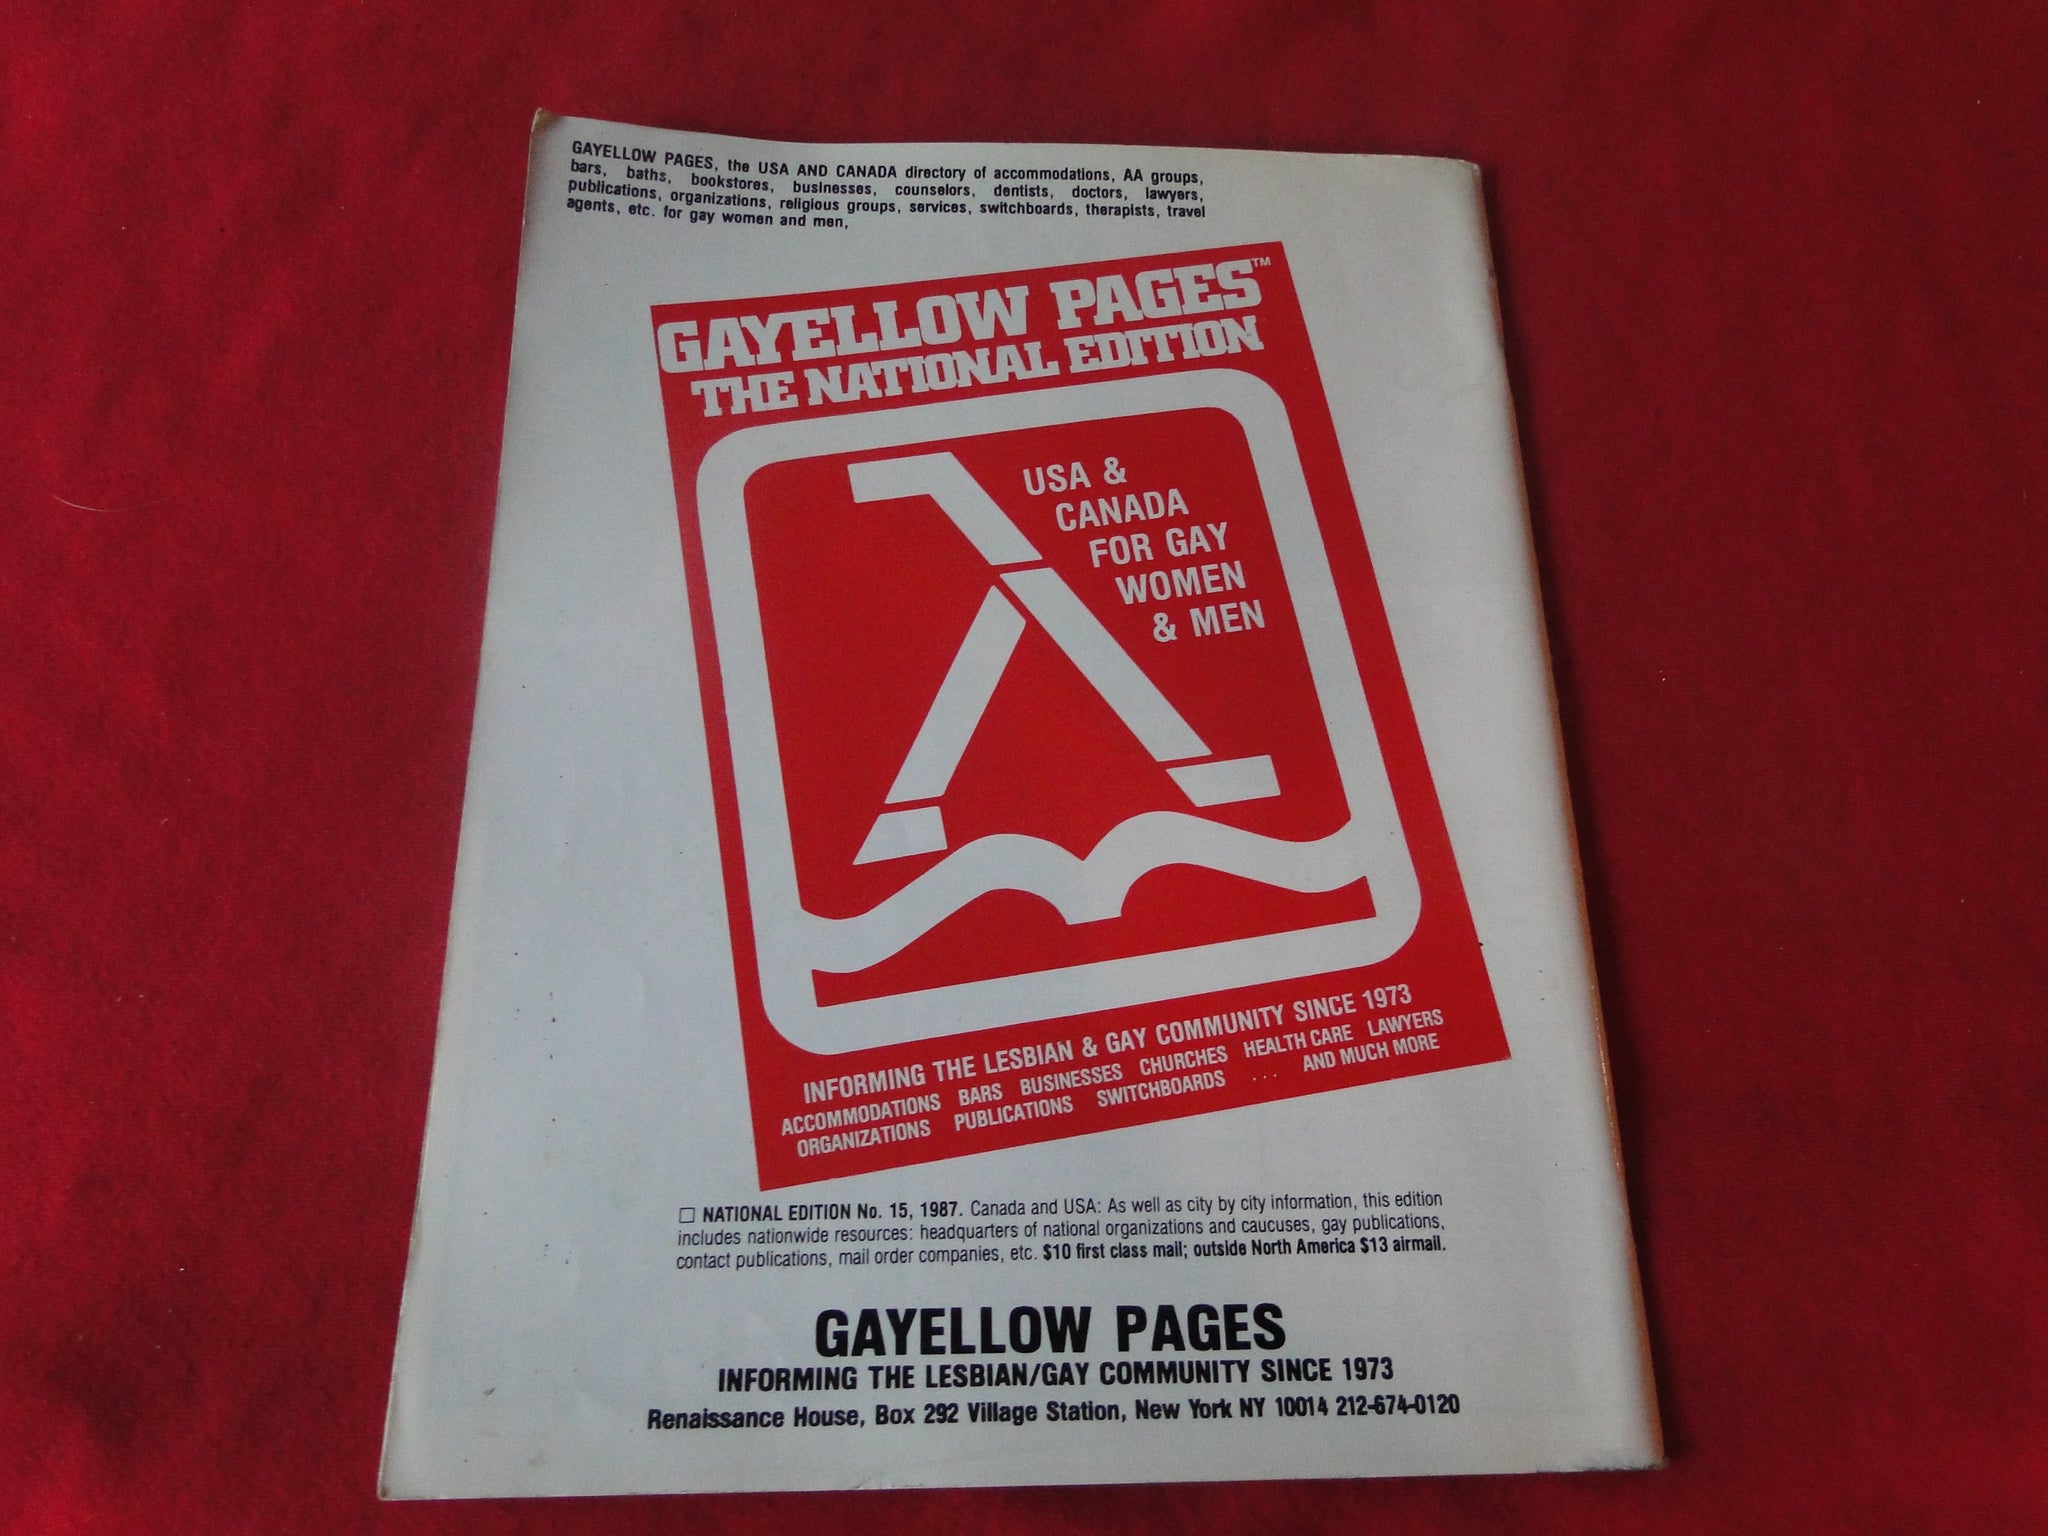 GAYELLOW PAGES, the USA AND CANADA directory of accommodations, AA groups,
bars, baths, bookstores, businesses, counselors, dentists, doctors, lawyers,
publications, organizations, religious groups, services, switchboards, therapists, travel
agents, etc. for gay women and men,
GAYELLOW PAGES™
THE NATIONAL EDITION
USA &
CANADA
FOR GAY
WOMEN
& MEN
INFORMING THE LESBIAN & GAY COMMUNITY SINCE 1973
ACCOMMODATIONS BARS BUSINESSES CHURCHES HEALTH CARE LAWYERS
ORGANIZATIONS PUBLICATIONS SWITCHBOARDS ... AND MUCH MORE
☐ NATIONAL EDITION No. 15, 1987. Canada and USA: As well as city by city information, this edition
includes nationwide resources: headquarters of national organizations and caucuses, gay publications,
contact publications, mail order companies, etc. $10 first class mail; outside North America $13 airmail.
GAYELLOW PAGES
INFORMING THE LESBIAN/GAY COMMUNITY SINCE 1973
Renaissance House, Box 292 Village Station, New York NY 10014 212-674-0120